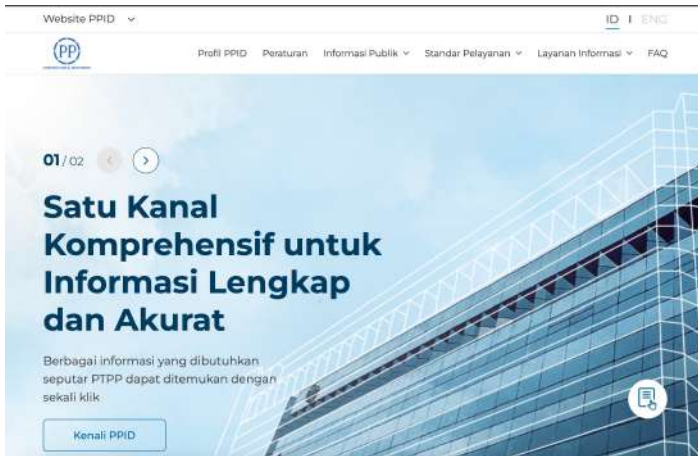 Website PPID
ID | ENG
PP
Profil PPID Peraturan Informasi Publik Standar Pelayanan Layanan Informasi FAQ
01 / 02
Satu Kanal
Komprehensif untuk
Informasi Lengkap
dan Akurat
Berbagai informasi yang dibutuhkan
seputar PTPP dapat ditemukan dengan
sekali klik
Kenali PPID